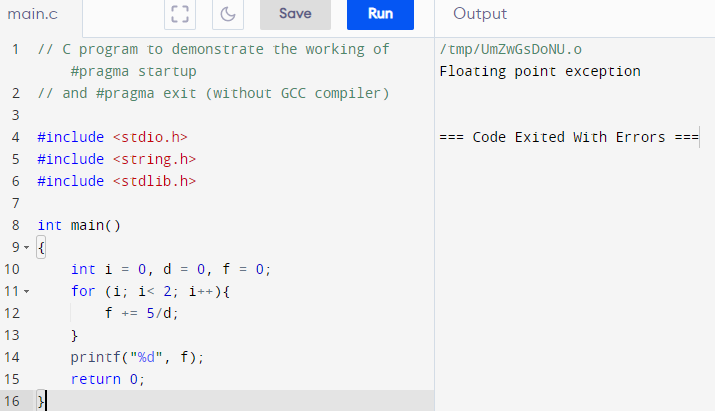 main.c Save Run Output
1 // C program to demonstrate the working of
#pragma startup
2 // and #pragma exit (without GCC compiler)
3
4 #include <stdio.h>
5 #include <string.h>
6 #include <stdlib.h>
7
8 int main()
9 {
10 int i = 0, d = 0, f = 0;
11 for (i; i< 2; i++){
12 f += 5/d;
13 }
14 printf("%d", f);
15 return 0;
16 }
/tmp/UmZwGsDoNU.o
Floating point exception
=== Code Exited With Errors ===